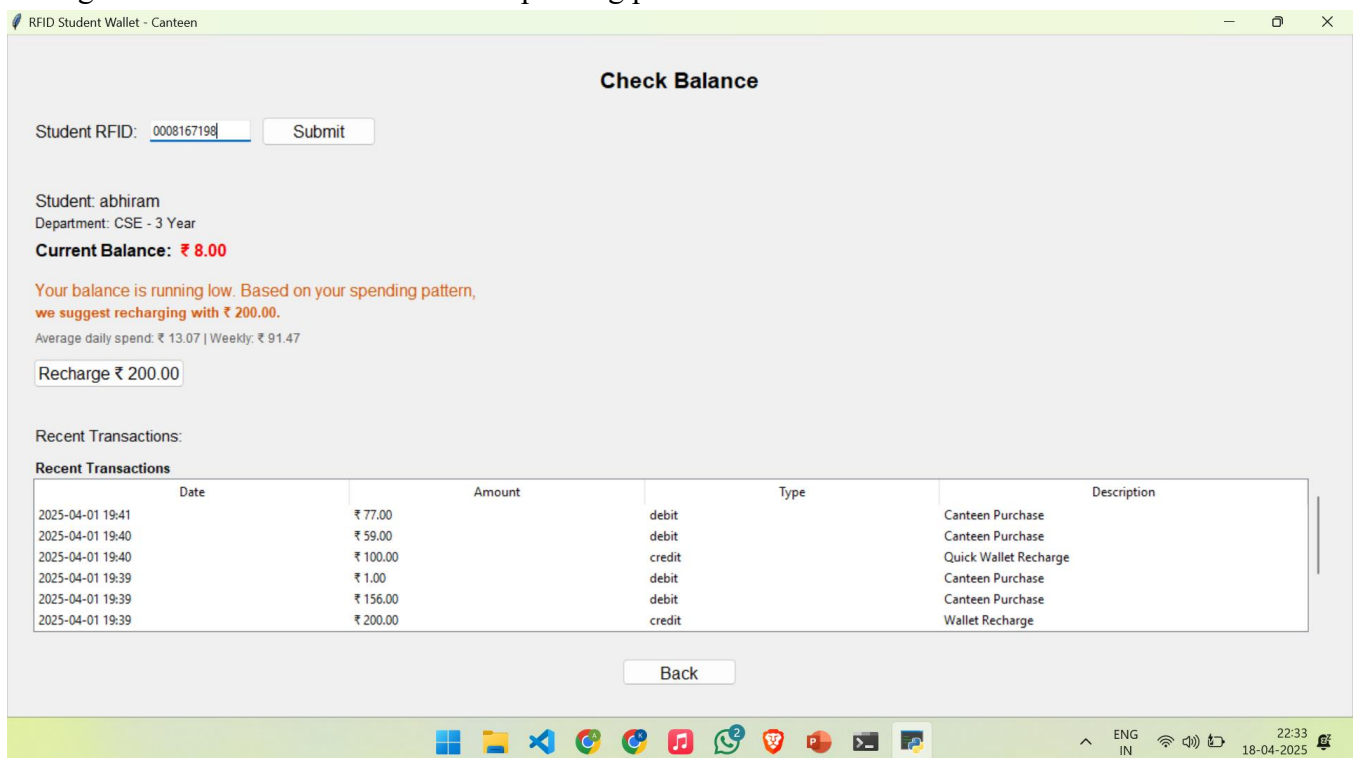 RFID Student Wallet - Canteen
Check Balance
Student RFID: 0008167198 Submit
Student: abhiram
Department: CSE - 3 Year
Current Balance: ₹ 8.00
Your balance is running low. Based on your spending pattern,
we suggest recharging with ₹ 200.00.
Average daily spend: ₹ 13.07 | Weekly: ₹ 91.47
Recharge ₹ 200.00
Recent Transactions:
Recent Transactions
Date Amount Type Description
2025-04-01 19:41 ₹ 77.00 debit Canteen Purchase
2025-04-01 19:40 ₹ 59.00 debit Canteen Purchase
2025-04-01 19:40 ₹ 100.00 credit Quick Wallet Recharge
2025-04-01 19:39 ₹ 1.00 debit Canteen Purchase
2025-04-01 19:39 ₹ 156.00 debit Canteen Purchase
2025-04-01 19:39 ₹ 200.00 credit Wallet Recharge
Back
2
ENG
IN
22:33
18-04-2025